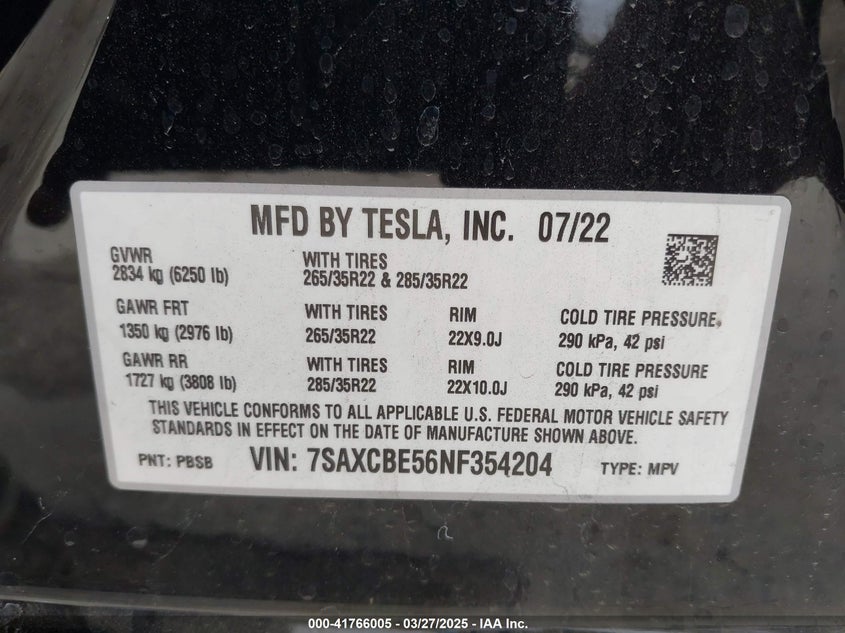 MFD BY TESLA, INC. 07/22
GVWR WITH TIRES
2834 kg (6250 lb) 265/35R22 & 285/35R22
GAWR FRT WITH TIRES RIM COLD TIRE PRESSURE
1350 kg (2976 lb) 265/35R22 22X9.0J 290 kPa, 42 psi
GAWR RR WITH TIRES RIM COLD TIRE PRESSURE
1727 kg (3808 lb) 285/35R22 22X10.0J 290 kPa, 42 psi
THIS VEHICLE CONFORMS TO ALL APPLICABLE U.S. FEDERAL MOTOR VEHICLE SAFETY
STANDARDS IN EFFECT ON THE DATE OF MANUFACTURE SHOWN ABOVE.
PNT: PBSB VIN: 7SAXCBE56NF354204 TYPE: MPV
000-41766005 - 03/27/2025 - IAA Inc.